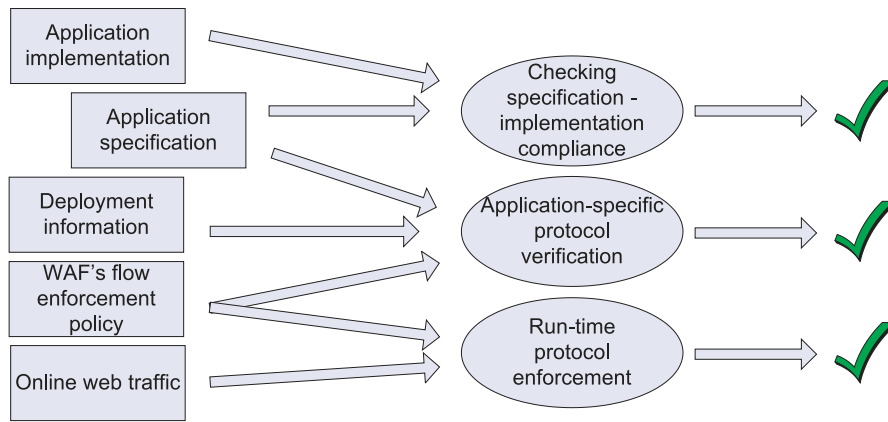 Application
implementation
Application
specification
Deployment
information
WAF's flow
enforcement
policy
Online web traffic
Checking
specification -
implementation
compliance
Application-specific
protocol
verification
Run-time
protocol
enforcement